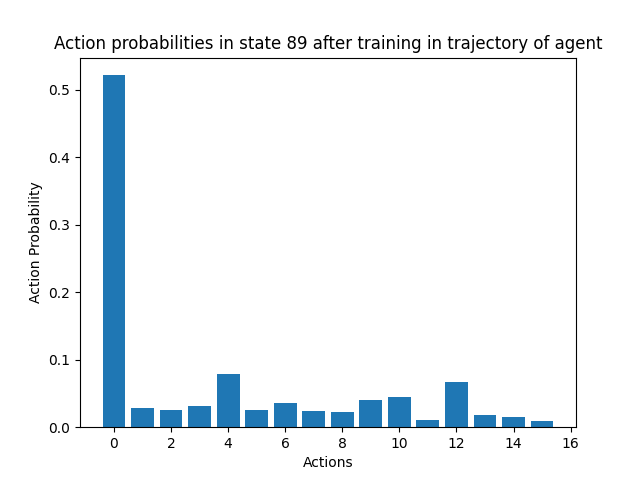 Action probabilities in state 89 after training in trajectory of agent
Action Probability
0.5
0.4
0.3
0.2
0.1
0.0
0 2 4 6 8 10 12 14 16
Actions